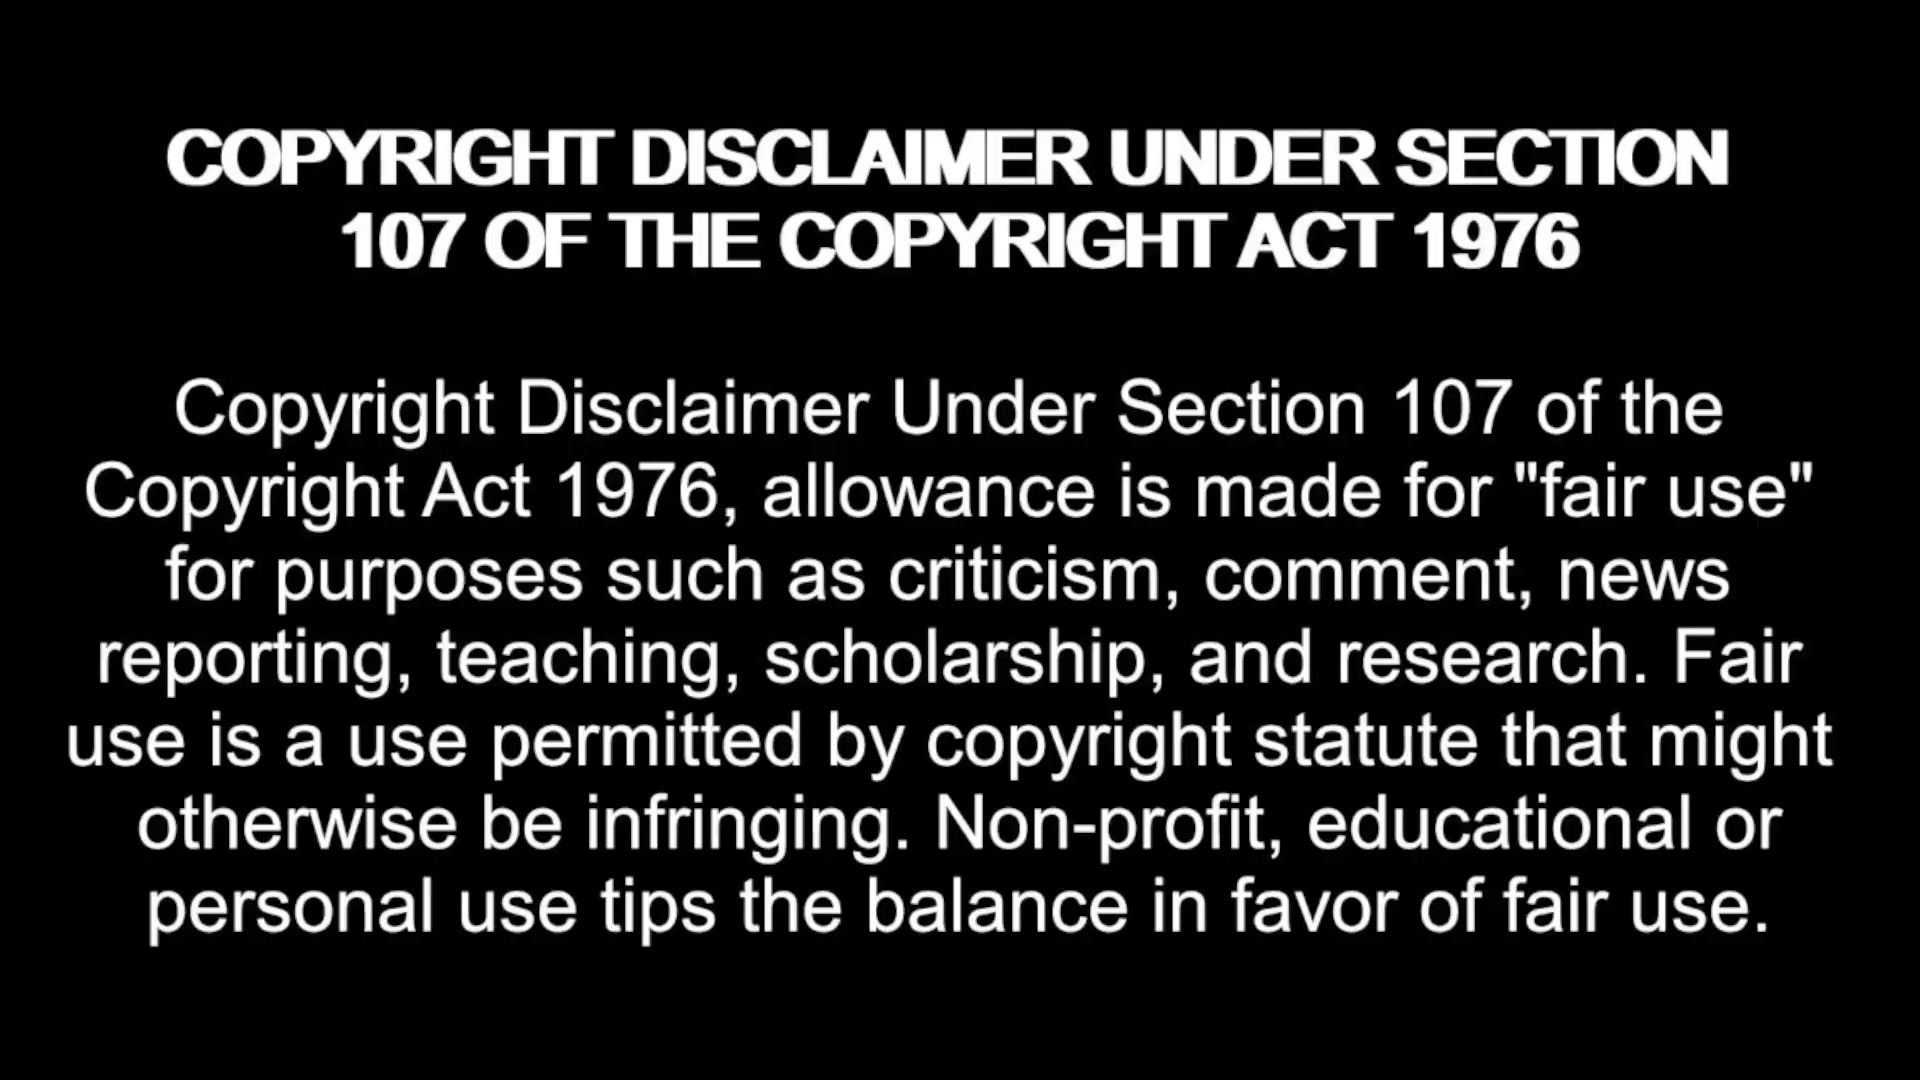 COPYRIGHT DISCLAIMER UNDER SECTION
107 OF THE COPYRIGHT ACT 1976
Copyright Disclaimer Under Section 107 of the
Copyright Act 1976, allowance is made for "fair use"
for purposes such as criticism, comment, news
reporting, teaching, scholarship, and research. Fair
use is a use permitted by copyright statute that might
otherwise be infringing. Non-profit, educational or
personal use tips the balance in favor of fair use.